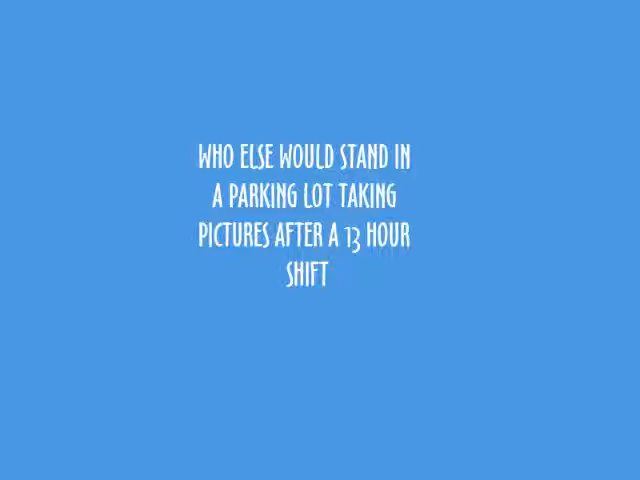 WHO ELSE WOULD STAND IN
A PARKING LOT TAKING
PICTURES AFTER A 13 HOUR
SHIFT